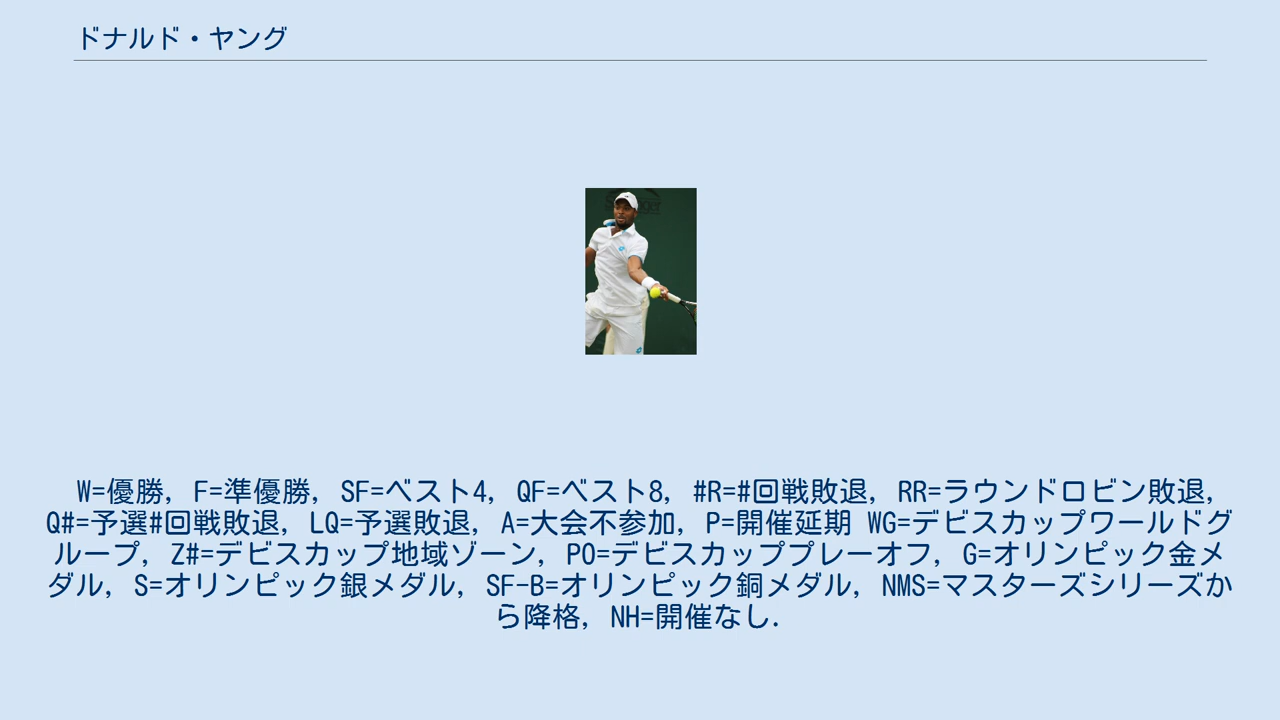 ドナルド・ヤング
W=優勝, F=準優勝, SF=ベスト4, QF=ベスト8, #R=#回戦敗退, RR=ラウンドロビン敗退,
Q#=予選#回戦敗退, LQ=予選敗退, A=大会不参加, P=開催延期 WG=デビスカップワールドグ
ループ, Z#=デビスカップ地域ゾーン, PO=デビスカッププレーオフ, G=オリンピック金メ
ダル, S=オリンピック銀メダル, SF-B=オリンピック銅メダル, NMS=マスターズシリーズか
ら降格, NH=開催なし.